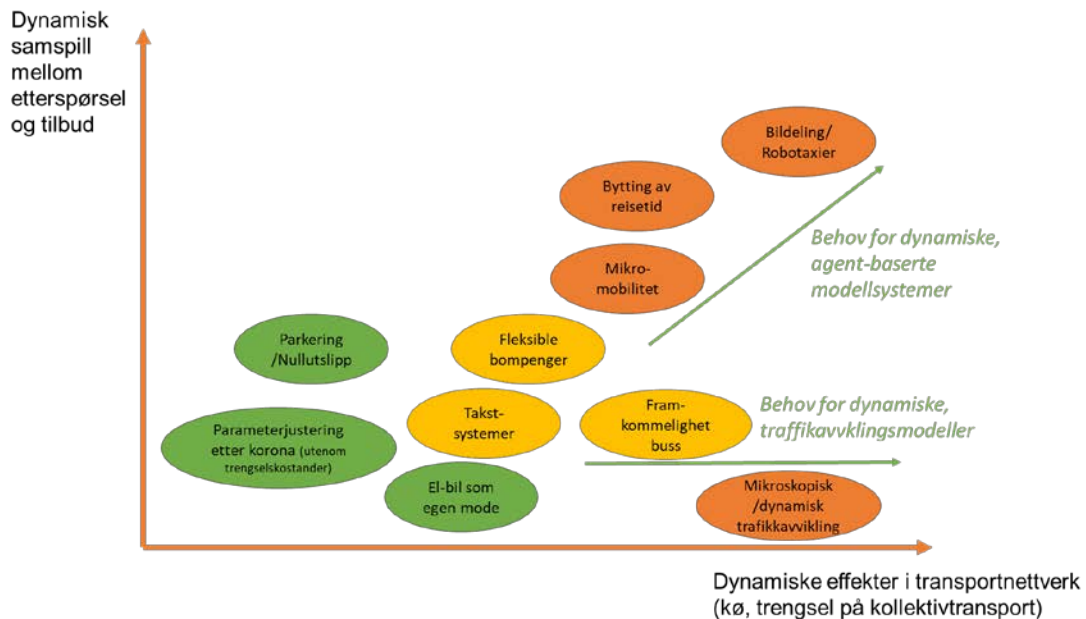 Dynamisk
samspill
mellom
etterspørsel
og tilbud
Bildeling/
Robotaxier
Bytting av
reisetid
Behov for dynamiske,
agent-baserte
modellsystemer
Mikro-
mobilitet
Parkering
/Nullutslipp
Fleksible
bompenger
Parameterjustering
etter korona (utenom
trengselskostander)
Takst-
systemer
Fram-
kommelighet
buss
Behov for dynamiske,
traffikavvklingsmodeller
El-bil som
egen mode
Mikroskopisk
/dynamisk
trafikkavvikling
Dynamiske effekter i transportnettverk
(kø, trengsel på kollektivtransport)